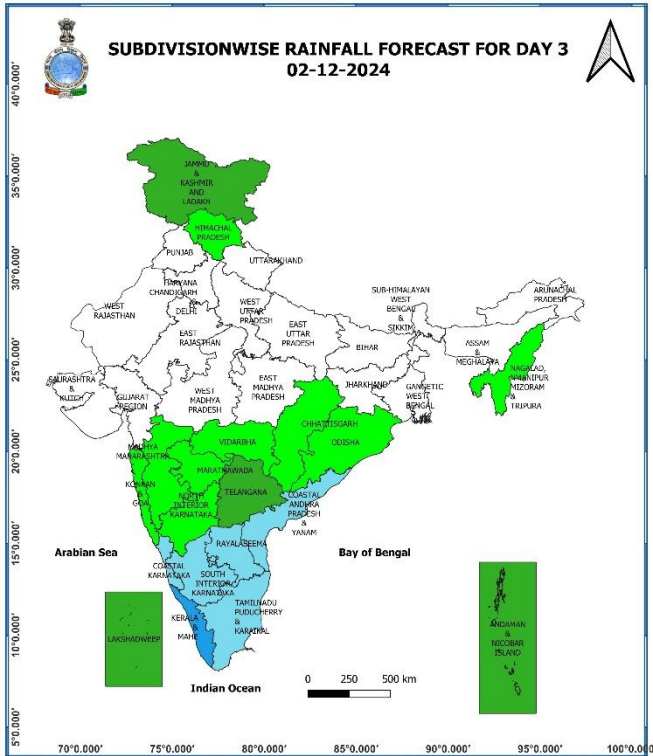 SUBDIVISIONWISE RAINFALL FORECAST FOR DAY 3
02-12-2024
40°0.000'
35°0.000'
30°0.000'
25°0.000'
20°0.000'
15°0.000'
10°0.000'
5°0.000'
JAMMU
&
KASHMIR
AND
LADAKH
HIMACHAL
PRADESH
PUNJAB
UTTARAKHAND
HARYANA
CHANDIGARH
&
DELHI
WEST
RAJASTHAN
WEST
UTTAR
PRADESH
EAST
RAJASTHAN
EAST
UTTAR
PRADESH
SUB-HIMALAYAN
WEST
BENGAL
&
SIKKIM
ARUNACHAL
PRADESH
BIHAR
ASSAM
&
MEGHALAYA
NAGALAD,
MANIPUR
MIZORAM
&
TRIPURA
SAURASHTRA
&
KUTCH
GUJARAT
REGION
WEST
MADHYA
PRADESH
EAST
MADHYA
PRADESH
JHARKHAND
GANGETIC
WEST
BENGAL
CHHATTISGARH
ODISHA
VIDARBHA
MADHYA
MAHARASHTRA
MARATHAWADA
KONKAN
&
GOA
NORTH
INTERIOR
KARNATAKA
TELANGANA
COASTAL
ANDHRA
PRADESH
&
YANAM
RAYALASEEMA
COASTAL
KARNATAKA
SOUTH
INTERIOR
KARNATAKA
TAMILNADU
PUDUCHERRY
&
KARAIKAL
KERALA
&
MAHE
Arabian Sea
Bay of Bengal
LAKSHADWEEP
ANDAMAN
&
NICOBAR
ISLAND
Indian Ocean
0 250 500 km
70°0.000' 75°0.000' 80°0.000' 85°0.000' 90°0.000' 95°0.000' 100°0.000'